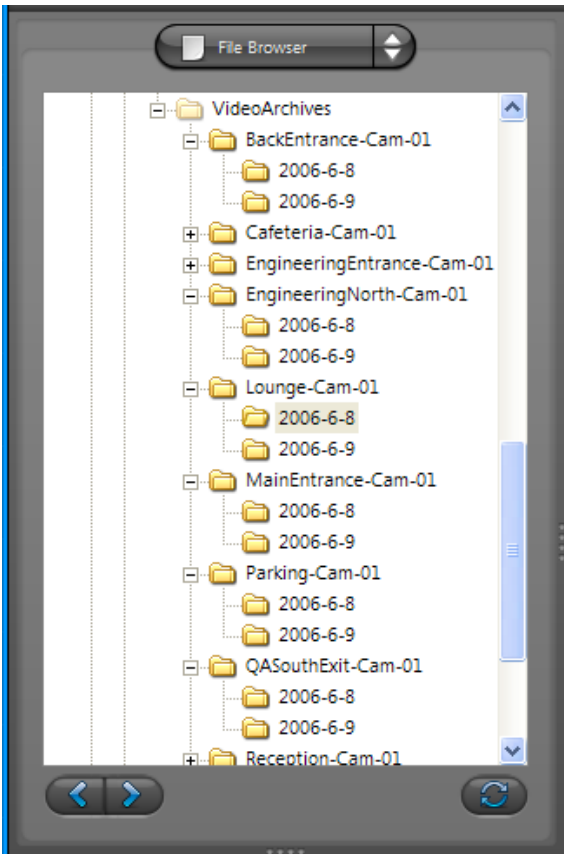 File Browser
VideoArchives
BackEntrance-Cam-01
2006-6-8
2006-6-9
Cafeteria-Cam-01
EngineeringEntrance-Cam-01
EngineeringNorth-Cam-01
2006-6-8
2006-6-9
Lounge-Cam-01
2006-6-8
2006-6-9
MainEntrance-Cam-01
2006-6-8
2006-6-9
Parking-Cam-01
2006-6-8
2006-6-9
QASouthExit-Cam-01
2006-6-8
2006-6-9
Reception-Cam-01